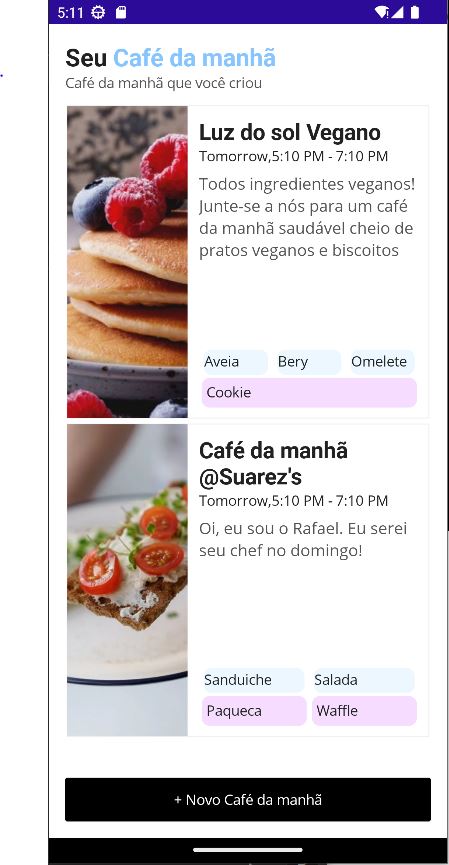 5:11
Seu Café da manhã
Café da manhã que você criou
Luz do sol Vegano
Tomorrow,5:10 PM - 7:10 PM
Todos ingredientes veganos!
Junte-se a nós para um café
da manhã saudável cheio de
pratos veganos e biscoitos
Aveia Bery Omelete
Cookie
Café da manhã
@Suarez's
Tomorrow,5:10 PM - 7:10 PM
Oi, eu sou o Rafael. Eu serei
seu chef no domingo!
Sanduiche Salada
Paqueca Waffle
+ Novo Café da manhã